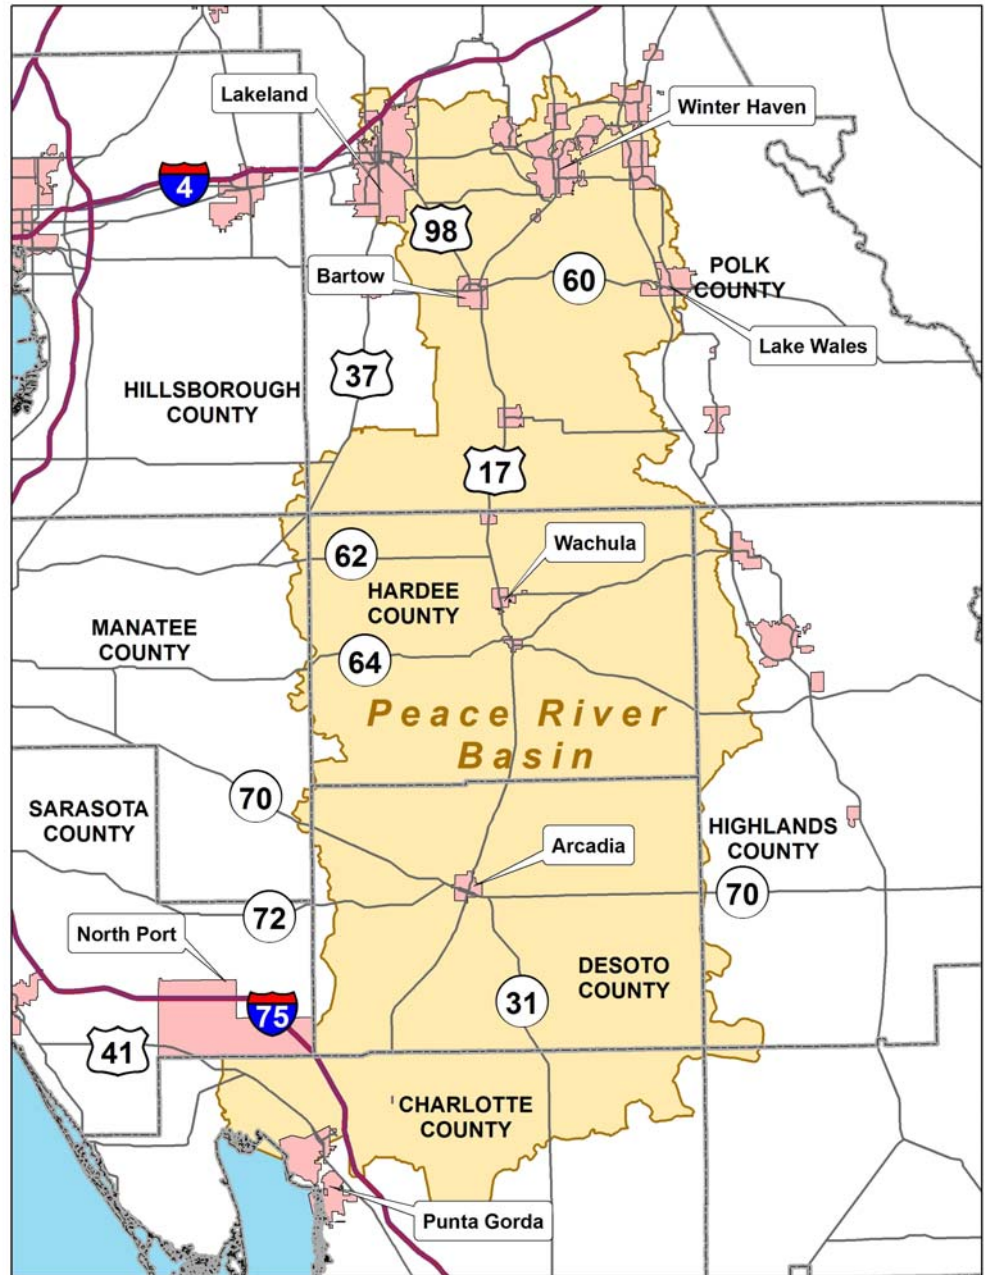 Lakeland
Winter Haven
4
98
Bartow
60
POLK
COUNTY
Lake Wales
37
HILLSBOROUGH
COUNTY
17
62
Wachula
HARDEE
COUNTY
MANATEE
COUNTY
64
Peace River
Basin
70
SARASOTA
COUNTY
HIGHLANDS
COUNTY
Arcadia
70
72
North Port
DESOTO
COUNTY
31
75
41
CHARLOTTE
COUNTY
Punta Gorda